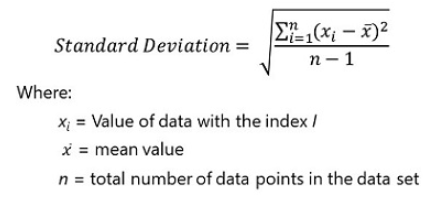 Standard Deviation = √(∑ⁿᵢ₌₁(xᵢ − x̄)² / (n − 1))
Where:
xᵢ = Value of data with the index I
ẋ = mean value
n = total number of data points in the data set